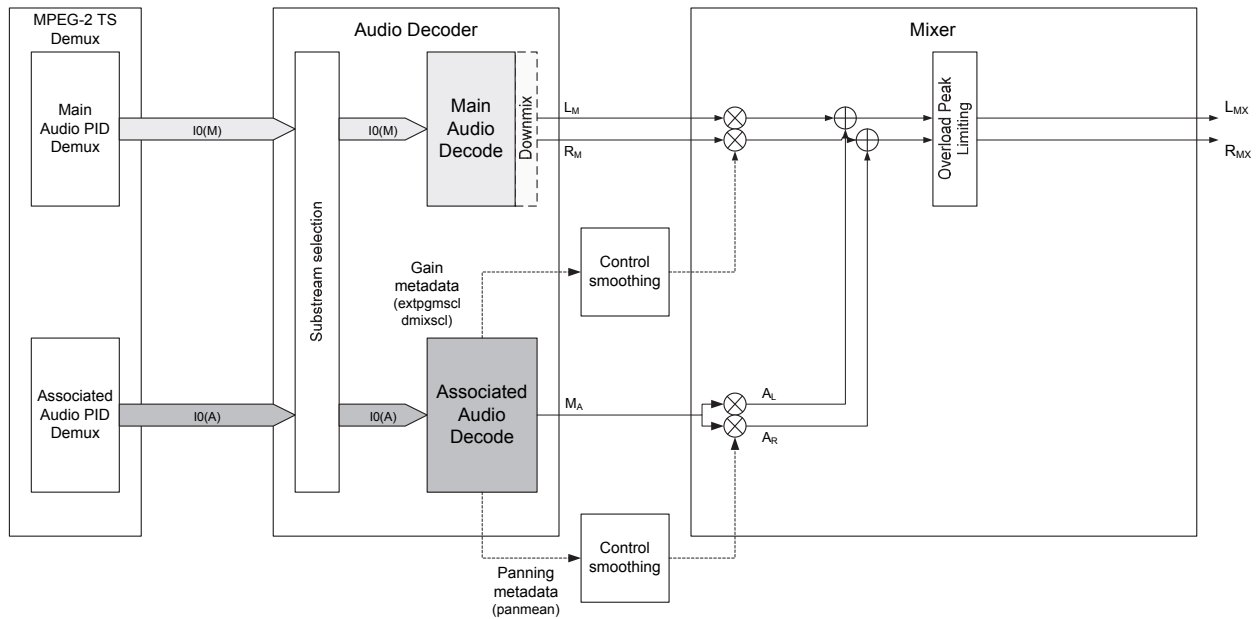 MPEG-2 TS
Demux
Audio Decoder
Mixer
Main
Audio PID
Demux
I0(M)
Substream selection
I0(M)
Main
Audio
Decode
Downmix
LM
RM
Overload Peak
Limiting
LMX
RMX
Gain
metadata
(extpgmscl
dmixscl)
Control
smoothing
Associated
Audio PID
Demux
I0(A)
I0(A)
Associated
Audio
Decode
MA
AL
AR
Panning
metadata
(panmean)
Control
smoothing